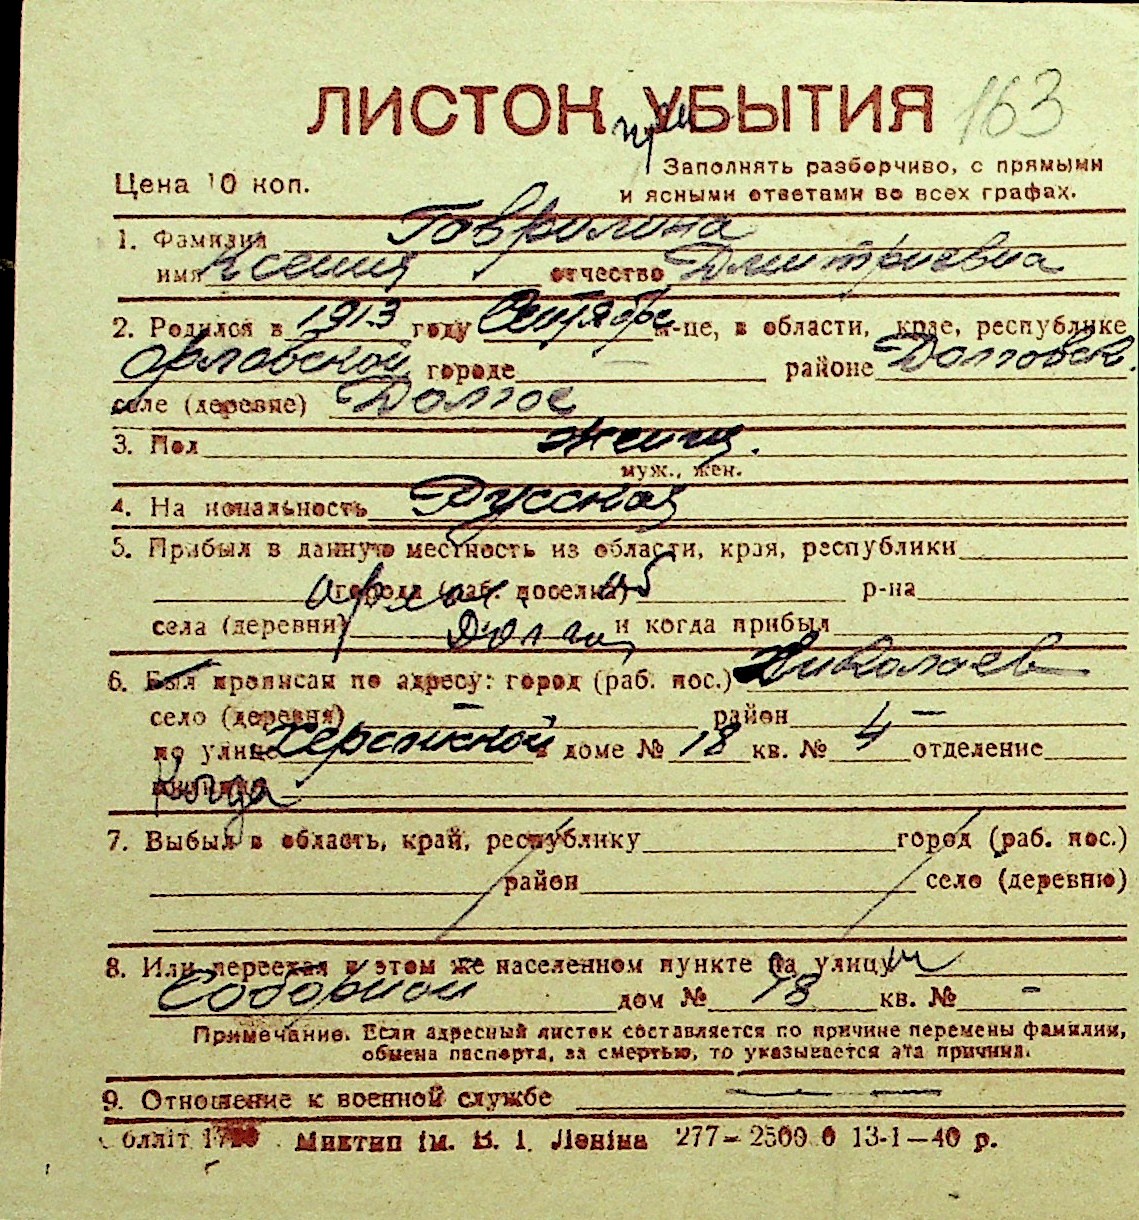 ЛИСТОК УБЫТИЯ 163
при
Цена 10 коп.
Заполнять разборчиво, с прямыми
и ясными ответами во всех графах.
1. Фамилия Гаврилина
имя Ксения отчество Дмитриевна
2. Родился в 1913 году Сентябре м-це, в области, крае, республике
Орловской городе — районе Долговск.
селе (деревне) Долгое
3. Пол женщ.
муж., жен.
4. Национальность Русская
5. Прибыл в данную местность из области, края, республики
города (раб. поселка) р-на
села (деревни) и когда прибыл
6. Был прописан по адресу: город (раб. пос.) Николаев
село (деревня) — район —
по улице Херсонской в доме № 18 кв. № 4 отделение
Когда
7. Выбыл в область, край, республику город (раб. пос.)
район село (деревню)
8. Или переехал в этом же населенном пункте на улицу
Соборной дом № 18 кв. № -
Примечание. Если адресный листок составляется по причине перемены фамилии,
обмена паспорта, за смертью, то указывается эта причина.
9. Отношение к военной службе — — —
Миктип ім. В. І. Леніна 277—2500 0 13-1—40 р.